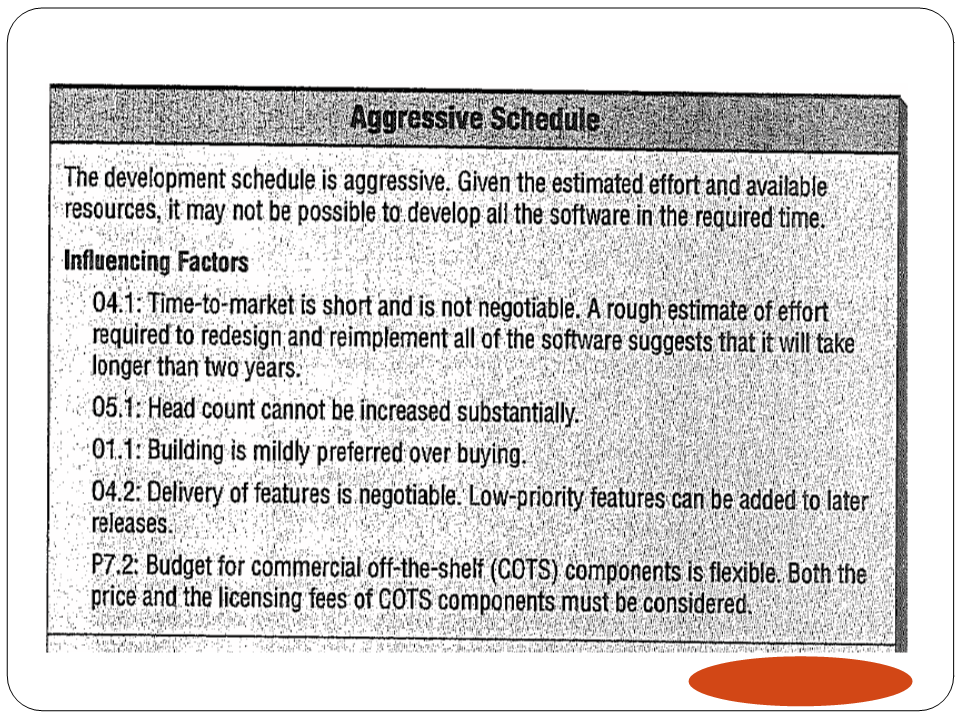 Aggressive Schedule
The development schedule is aggressive. Given the estimated effort and available
resources, it may not be possible to develop all the software in the required time.
Influencing Factors
O4.1: Time-to-market is short and is not negotiable. A rough estimate of effort
required to redesign and reimplement all of the software suggests that it will take
longer than two years.
O5.1: Head count cannot be increased substantially.
O1.1: Building is mildly preferred over buying.
O4.2: Delivery of features is negotiable. Low-priority features can be added to later
releases.
P7.2: Budget for commercial off-the-shelf (COTS) components is flexible. Both the
price and the licensing fees of COTS components must be considered.